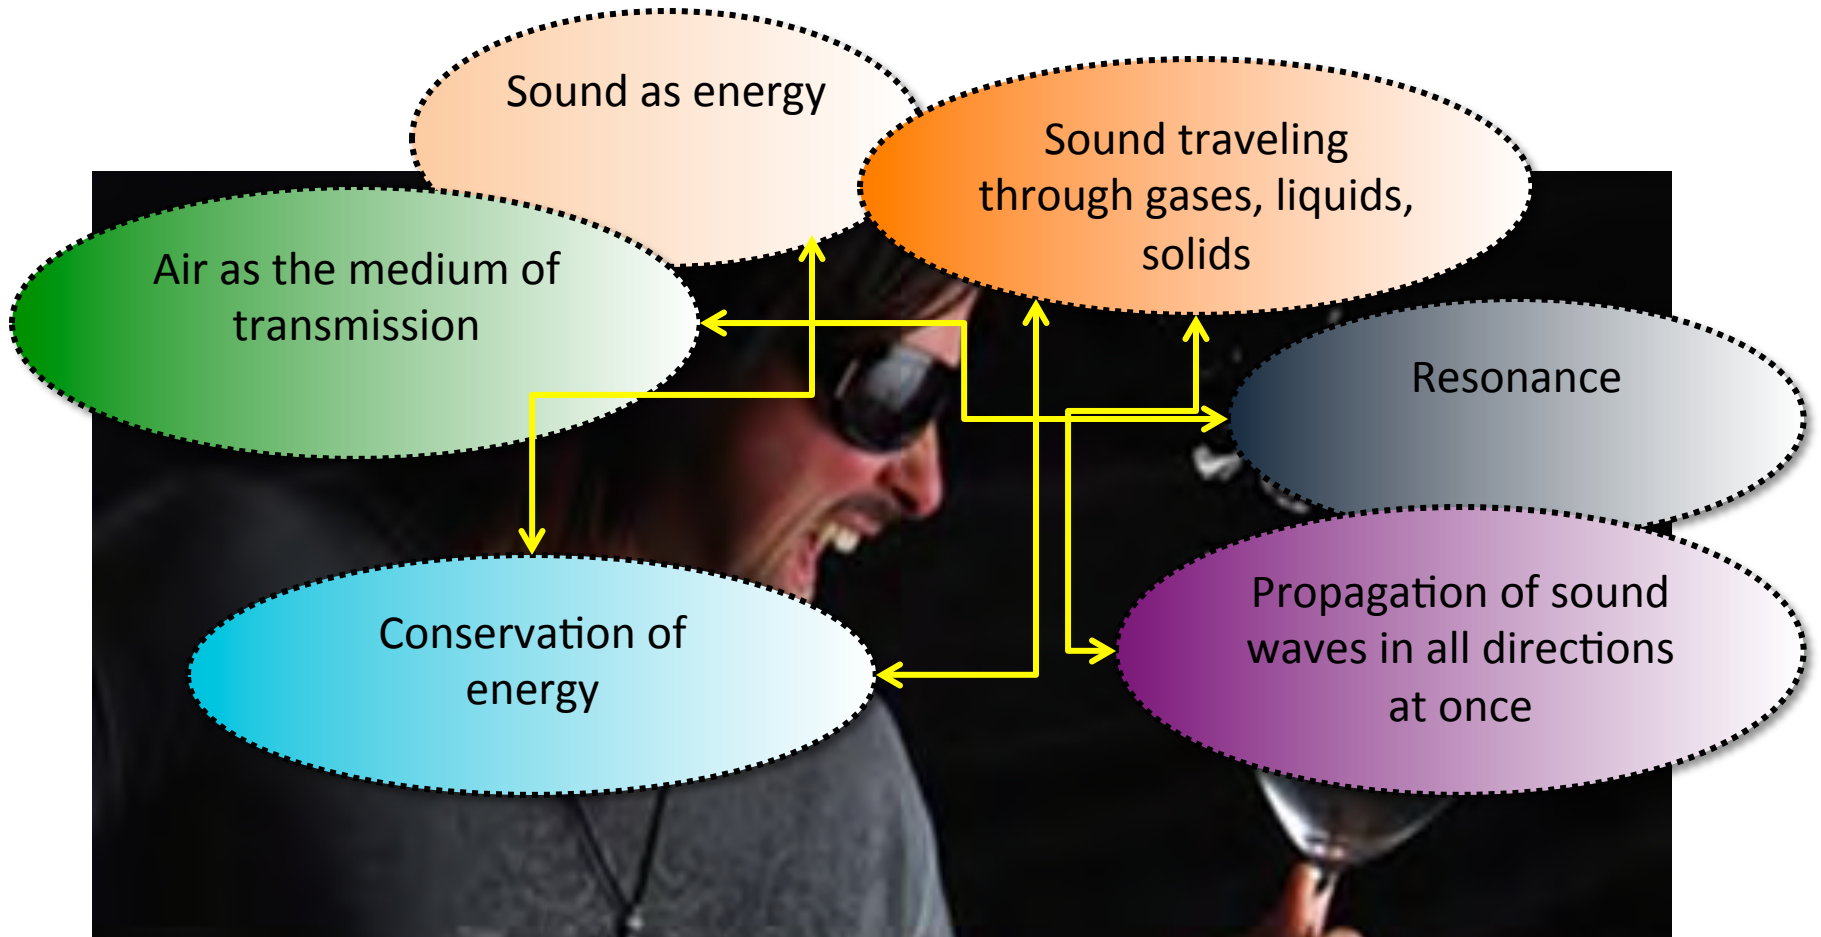 Sound as energy
Sound traveling
through gases, liquids,
solids
Air as the medium of
transmission
Resonance
Conservation of
energy
Propagation of sound
waves in all directions
at once